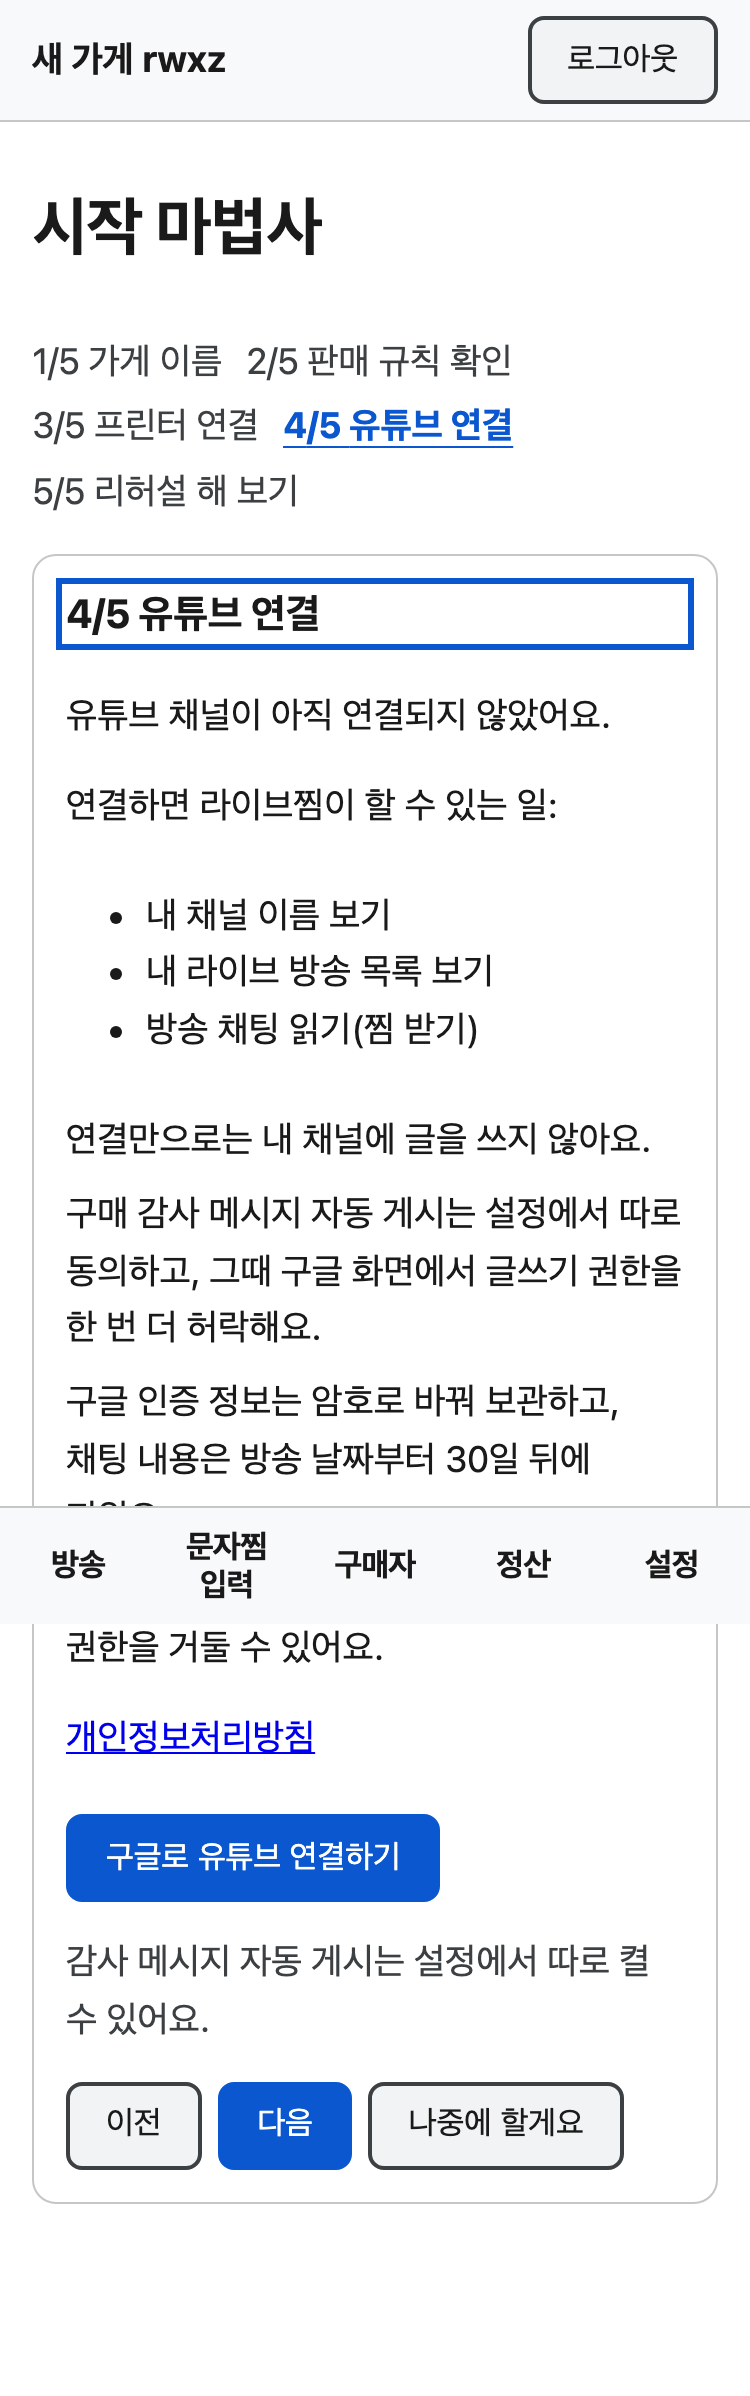 새 가게 rwxz
로그아웃
시작 마법사
1/5 가게 이름 2/5 판매 규칙 확인
3/5 프린터 연결 4/5 유튜브 연결
5/5 리허설 해 보기
4/5 유튜브 연결
유튜브 채널이 아직 연결되지 않았어요.
연결하면 라이브찜이 할 수 있는 일:
• 내 채널 이름 보기
• 내 라이브 방송 목록 보기
• 방송 채팅 읽기(찜 받기)
연결만으로는 내 채널에 글을 쓰지 않아요.
구매 감사 메시지 자동 게시는 설정에서 따로
동의하고, 그때 구글 화면에서 글쓰기 권한을
한 번 더 허락해요.
구글 인증 정보는 암호로 바꿔 보관하고,
채팅 내용은 방송 날짜부터 30일 뒤에
방송
문자찜
입력
구매자
정산
설정
권한을 거둘 수 있어요.
개인정보처리방침
구글로 유튜브 연결하기
감사 메시지 자동 게시는 설정에서 따로 켤
수 있어요.
이전
다음
나중에 할게요